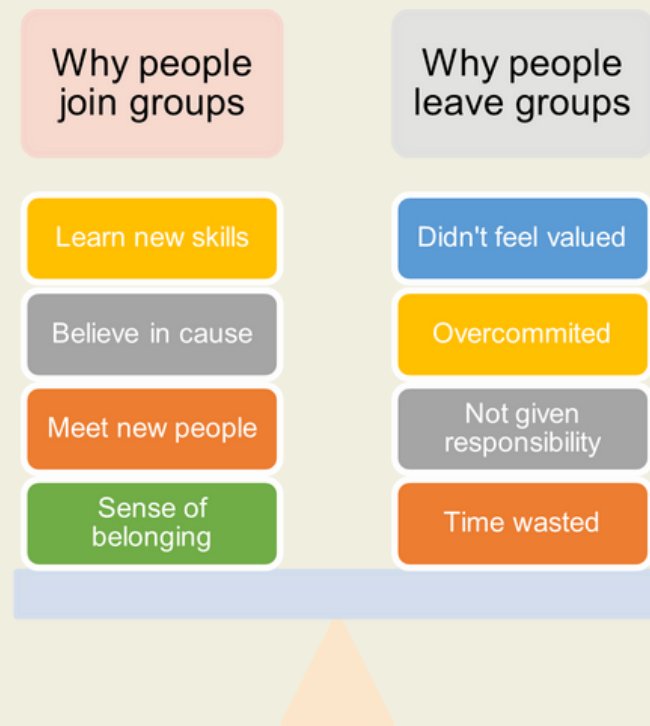 Why people
join groups
Why people
leave groups
Learn new skills
Believe in cause
Meet new people
Sense of
belonging
Didn't feel valued
Overcommited
Not given
responsibility
Time wasted